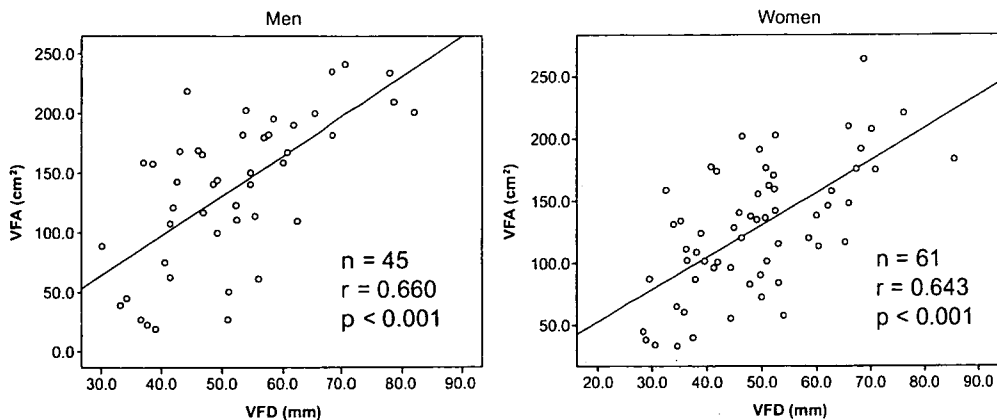 Men
VFA (cm²)
250.0
200.0
150.0
100.0
50.0
0.0
n = 45
r = 0.660
p < 0.001
30.0 40.0 50.0 60.0 70.0 80.0 90.0
VFD (mm)
Women
VFA (cm²)
250.0
200.0
150.0
100.0
50.0
n = 61
r = 0.643
p < 0.001
20.0 30.0 40.0 50.0 60.0 70.0 80.0 90.0
VFD (mm)